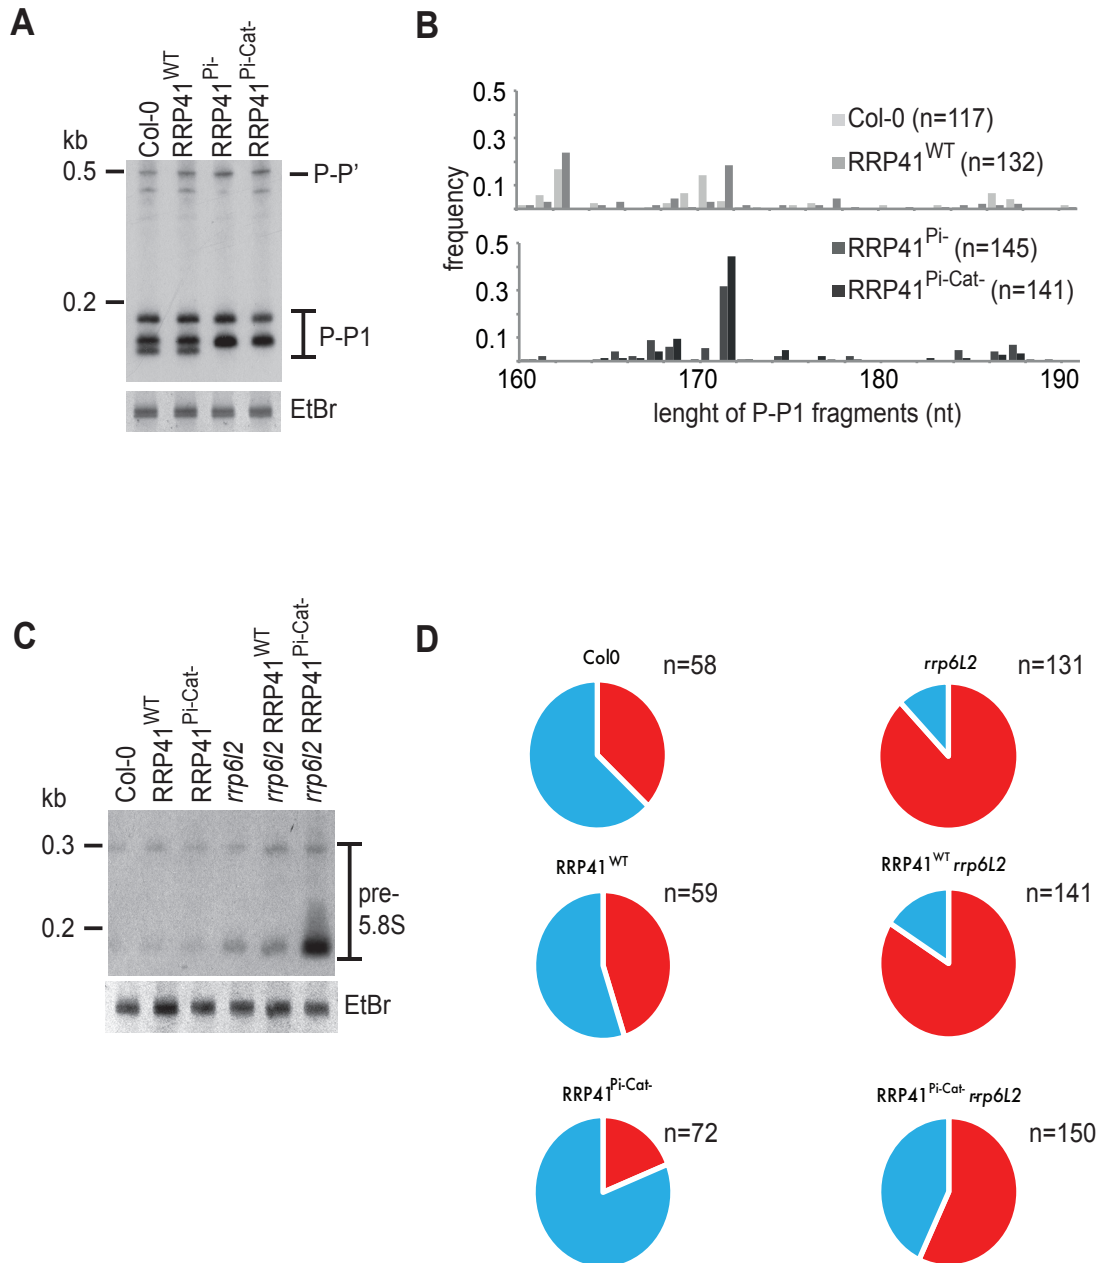 A
Col-0
RRP41WT
RRP41Pi-
RRP41Pi-Cat-
kb
0.5
0.2
P-P'
P-P1
EtBr
B
0.5
0.3
0.1
Col-0 (n=117)
RRP41WT (n=132)
frequency
0.5
0.3
0.1
RRP41Pi- (n=145)
RRP41Pi-Cat- (n=141)
160 170 180 190
lenght of P-P1 fragments (nt)
C
Col-0
RRP41WT
RRP41Pi-Cat-
rrp6l2
rrp6l2 RRP41WT
rrp6l2 RRP41Pi-Cat-
kb
0.3
0.2
pre-
5.8S
EtBr
D
Col0
n=58
rrp6L2
n=131
RRP41WT
n=59
RRP41WT rrp6L2
n=141
RRP41Pi-Cat-
n=72
RRP41Pi-Cat- rrp6L2
n=150